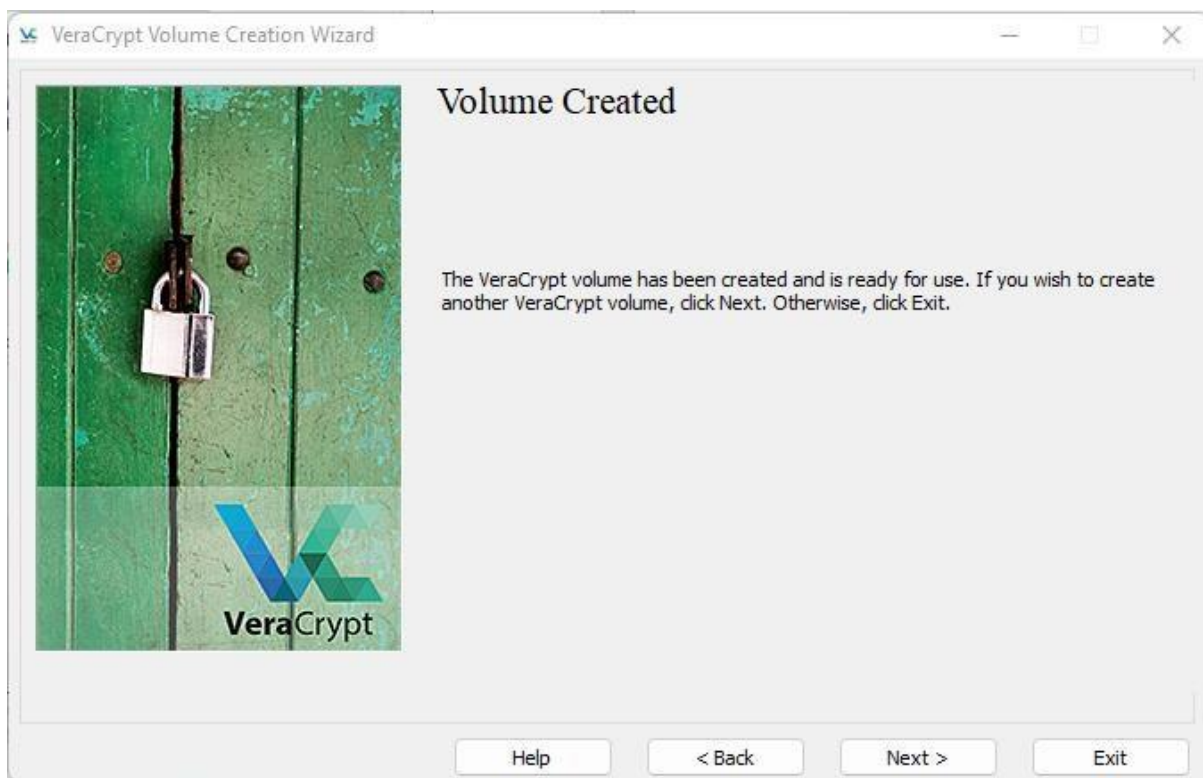 VeraCrypt Volume Creation Wizard
Volume Created
The VeraCrypt volume has been created and is ready for use. If you wish to create
another VeraCrypt volume, click Next. Otherwise, click Exit.
VeraCrypt
Help
< Back
Next >
Exit